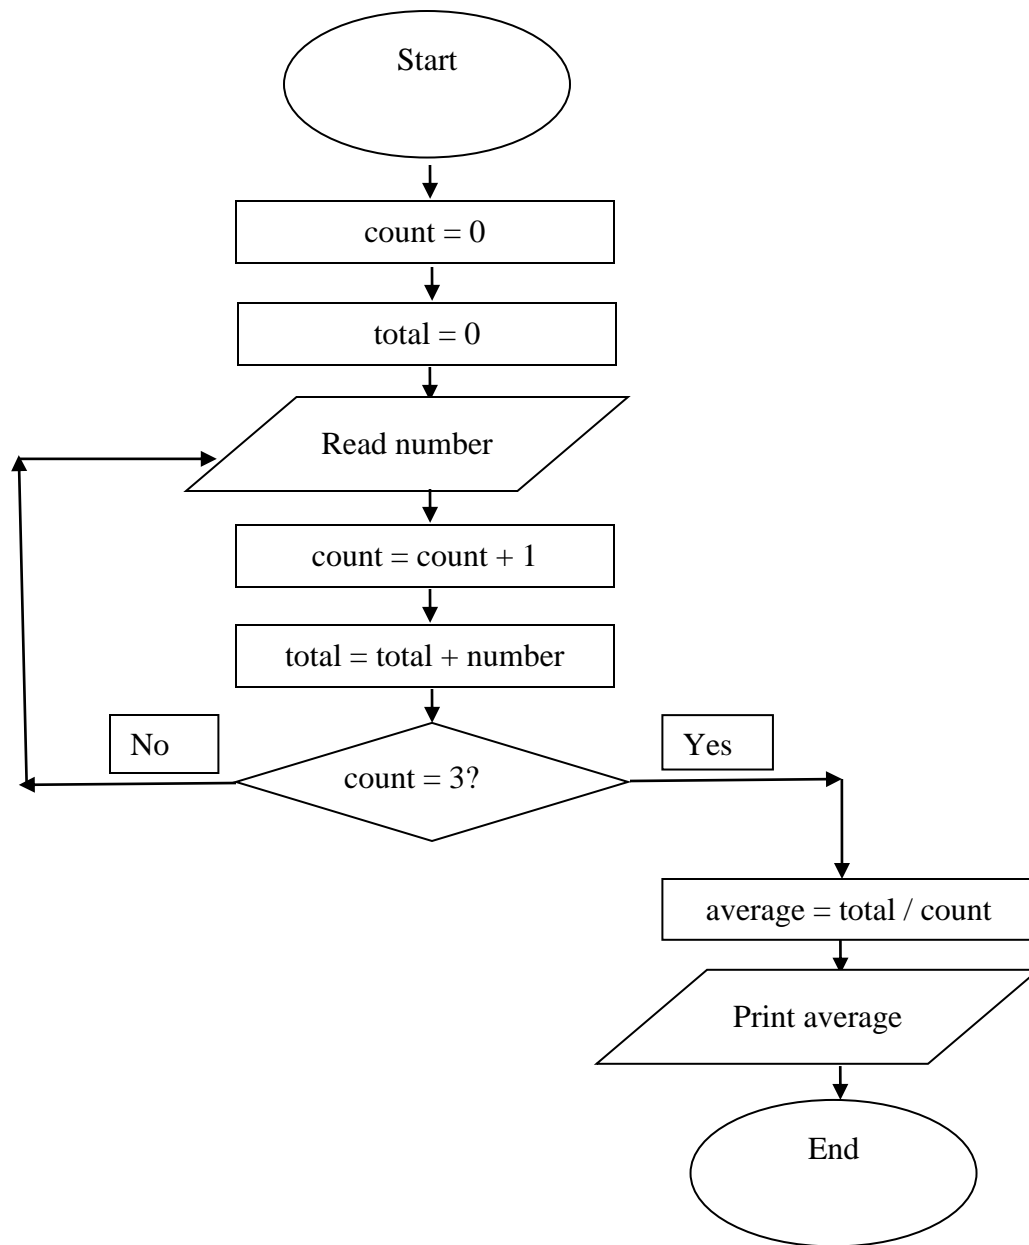 Start
count = 0
total = 0
Read number
count = count + 1
total = total + number
No
Yes
count = 3?
average = total / count
Print average
End